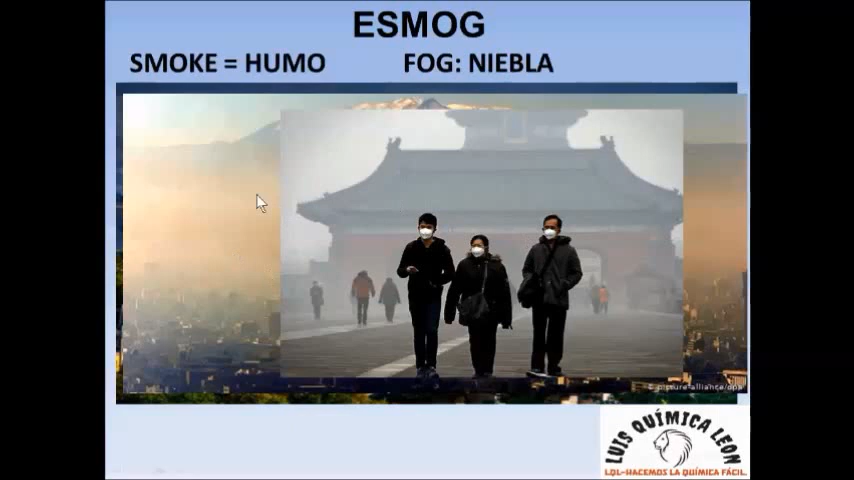 ESMOG
SMOKE = HUMO FOG: NIEBLA
picture-alliance/dpa
LUIS QUÍMICA LEON
LQL-HACEMOS LA QUÍMICA FÁCIL.